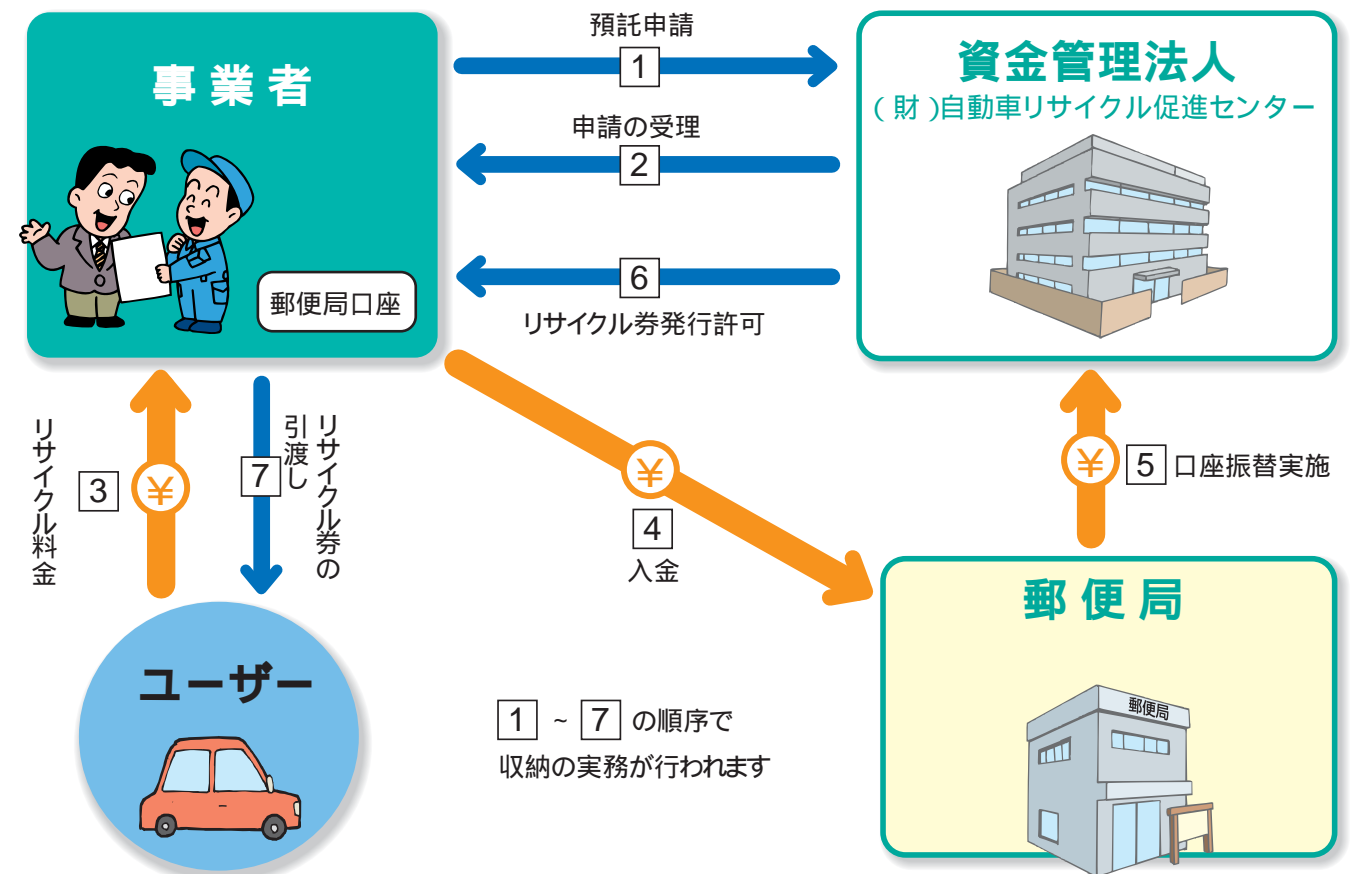 事業者
郵便局口座
預託申請
1
申請の受理
2
6
リサイクル券発行許可
資金管理法人
(財)自動車リサイクル促進センター
リサイクル料金
3
¥
7
リサイクル券の
引渡し
¥
4
入金
¥
5 口座振替実施
ユーザー
1 ~ 7 の順序で
収納の実務が行われます
郵便局
郵便局